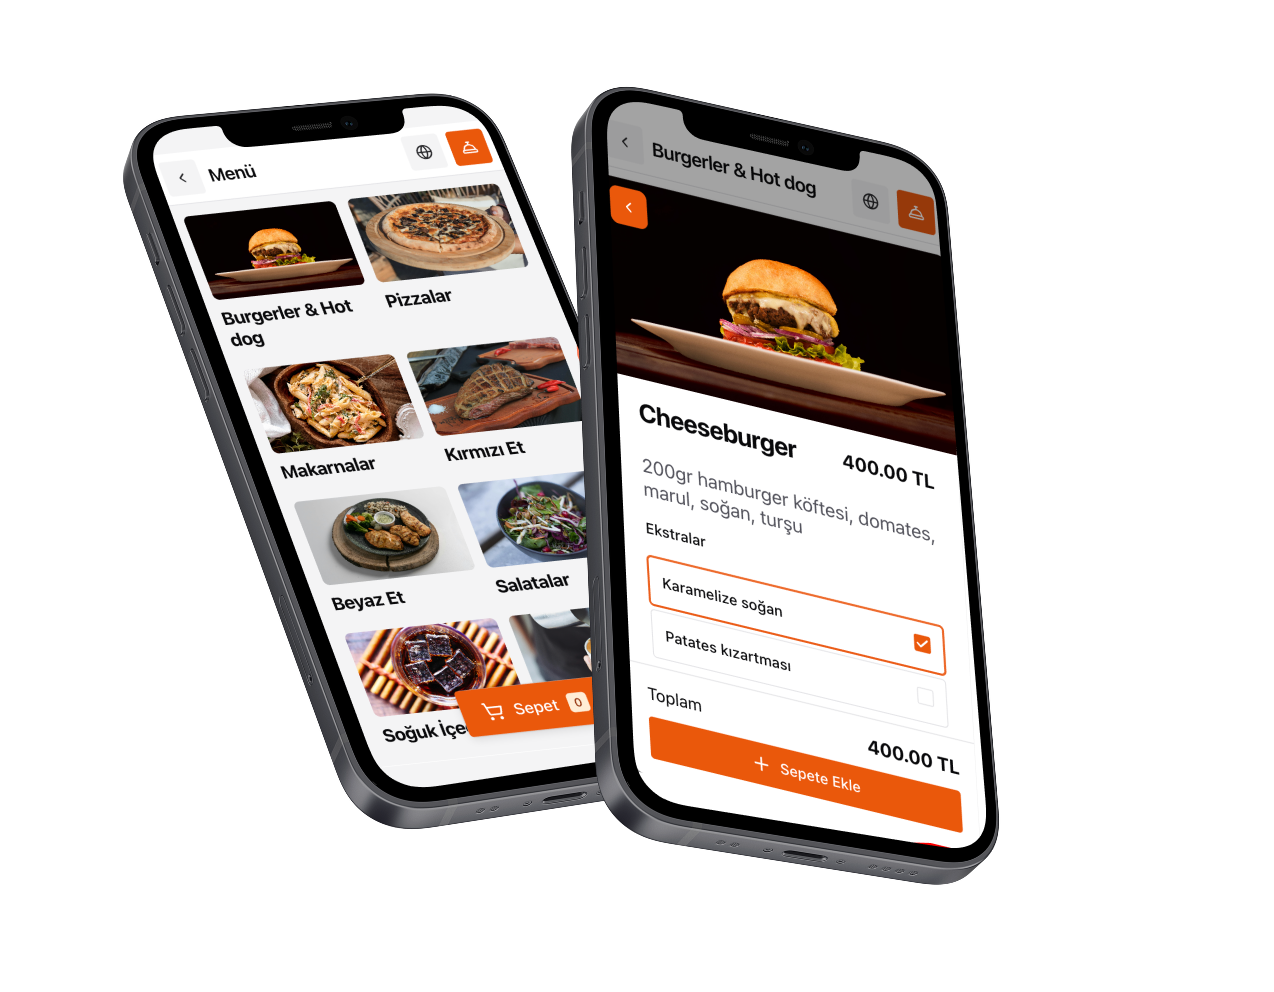 Menü
Burgerler & Hot
dog
Pizzalar
Makarnalar
Kırmızı Et
Beyaz Et
Salatalar
Soğuk
Sepet 0
Burgerler & Hot dog
Cheeseburger
400.00 TL
200gr hamburger köftesi, domates,
marul, soğan, turşu
Ekstralar
Karamelize soğan
Patates kızartması
Toplam
400.00 TL
Sepete Ekle